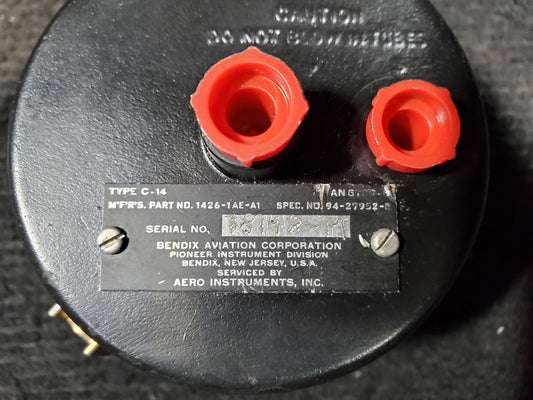 CAUTION
DO NOT BLOW IN TUBES
TYPE C-14
M'F'R'S. PART NO. 1426-1AE-A1 SPEC. NO. 94-27952-
SERIAL NO.
BENDIX AVIATION CORPORATION
PIONEER INSTRUMENT DIVISION
BENDIX, NEW JERSEY, U.S.A.
SERVICED BY
AERO INSTRUMENTS, INC.